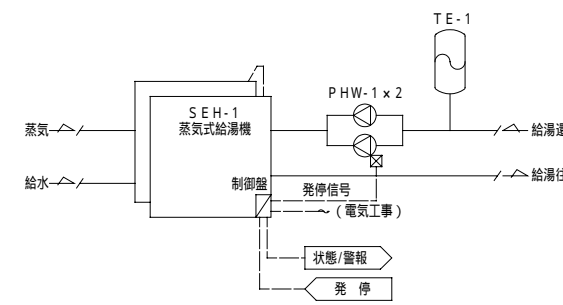 TE-1
PHW-1×2
SEH-1
蒸気式給湯機
蒸気
給湯還
給水
制御盤
発停信号
給湯往
(電気工事)
状態/警報
発 停